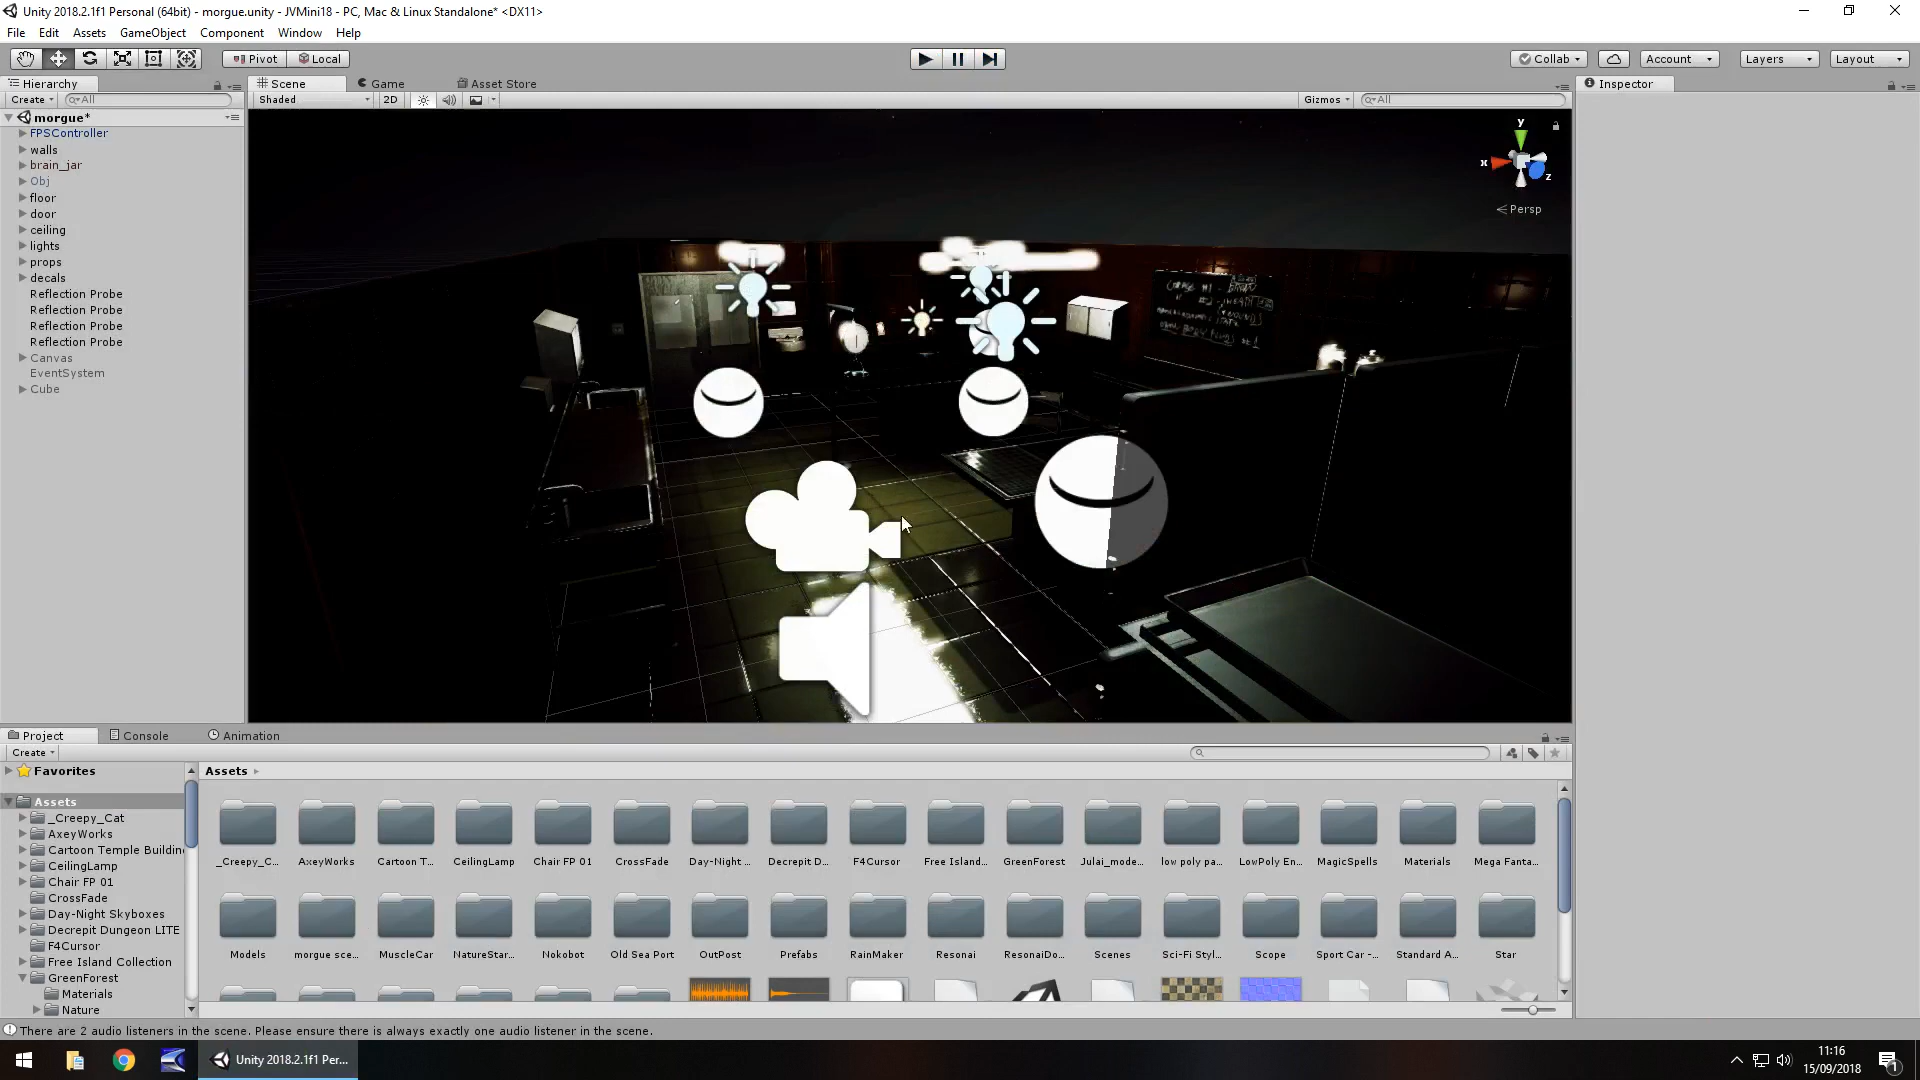 Unity 2018.2.1f1 Personal (64bit) - morgue.unity - JVMini18 - PC, Mac & Linux Standalone* <DX11>
File Edit Assets GameObject Component Window Help
Pivot Local Collab Account Layers Layout
Hierarchy Scene Game Asset Store Inspector
Create All Shaded 2D Gizmos All
morgue*
FPSController
walls
brain_jar
Obj
floor
door
ceiling
lights
props
decals
Reflection Probe
Reflection Probe
Reflection Probe
Reflection Probe
Canvas
EventSystem
Cube
y
x
z
Persp
Project Console Animation
Create
Favorites
Assets
_Creepy_Cat
AxeyWorks
Cartoon Temple Buildin
CeilingLamp
Chair FP 01
CrossFade
Day-Night Skyboxes
Decrepit Dungeon LITE
F4Cursor
Free Island Collection
GreenForest
Materials
Nature
Assets
_Creepy_C... AxeyWorks Cartoon T... CeilingLamp Chair FP 01 CrossFade Day-Night ... Decrepit D... F4Cursor Free Island... GreenForest Julai_mode... low poly pa... LowPoly En... MagicSpells Materials Mega Fanta...
Models morgue sce... MuscleCar NatureStar... Nokobot Old Sea Port OutPost Prefabs RainMaker Resonai ResonaiDo... Scenes Sci-Fi Styl... Scope Sport Car -... Standard A... Star
There are 2 audio listeners in the scene. Please ensure there is always exactly one audio listener in the scene.
Unity 2018.2.1f1 Per...
11:16
15/09/2018
1